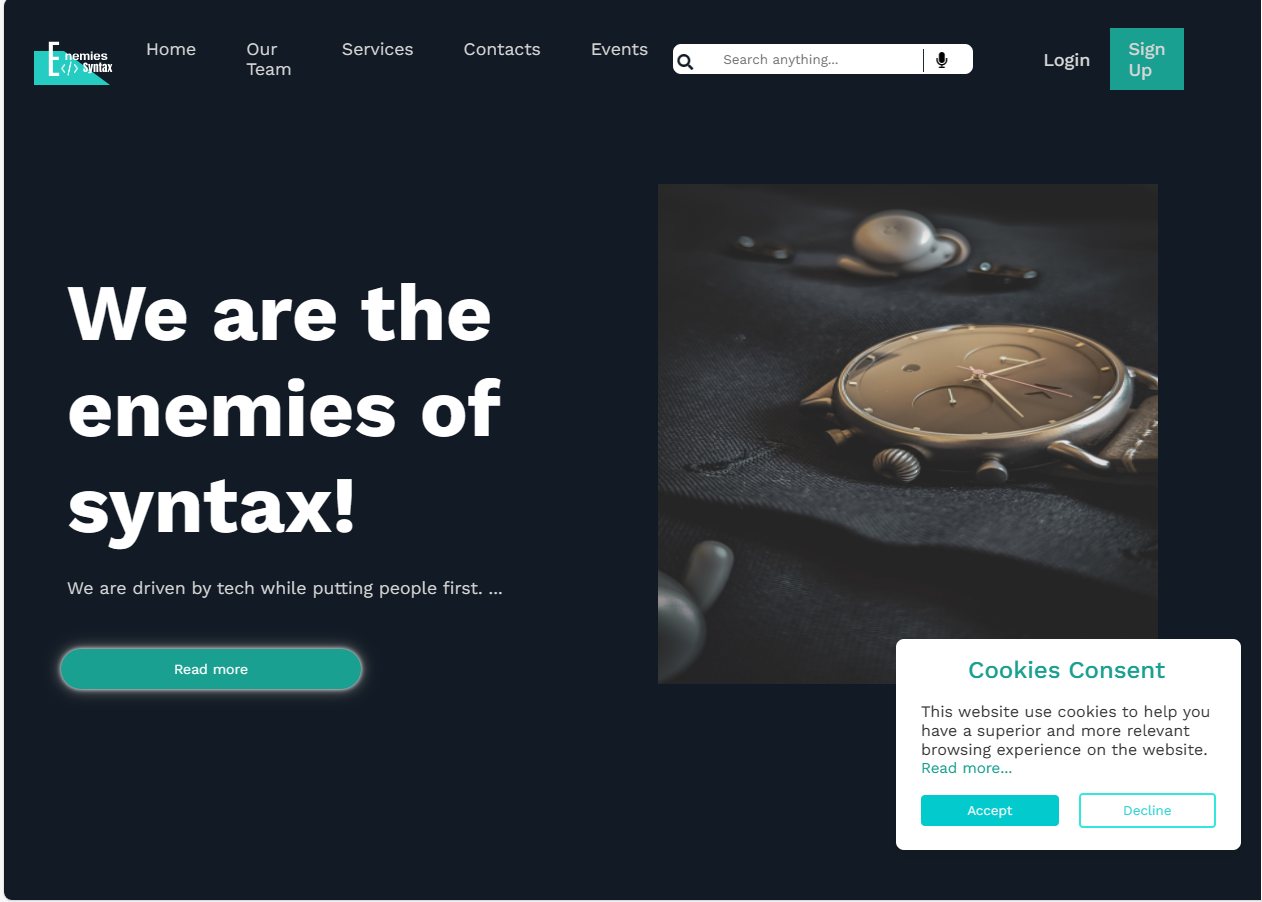 Enemies
</> Syntax
Home
Our
Team
Services
Contacts
Events
Search anything...
Login
Sign
Up
We are the
enemies of
syntax!
We are driven by tech while putting people first. ...
Read more
Cookies Consent
This website use cookies to help you
have a superior and more relevant
browsing experience on the website.
Read more...
Accept
Decline